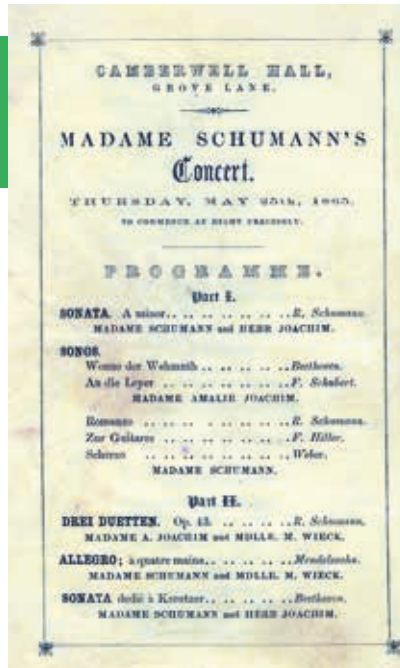 CAMBERWELL HALL,
GROVE LANE.
MADAME SCHUMANN'S
Concert.
THURSDAY, MAY 25th, 1865.
TO COMMENCE AT EIGHT PRECISELY.
PROGRAMME.
Part I.
SONATA. A minor.. .. .. .. .. .. .. ..R. Schumann.
MADAME SCHUMANN and HERR JOACHIM.
SONGS.
Wonne der Wehmuth .. .. .. .. .. ..Beethoven.
An die Leyer .. .. .. .. .. .. .. ..F. Schubert.
MADAME AMALIE JOACHIM.
Romanze .. .. .. .. .. .. .. ..R. Schumann.
Zur Guitarre .. .. .. .. .. .. .. ..F. Hiller.
Scherzo .. .. .. .. .. .. .. ..Weber.
MADAME SCHUMANN.
Part II.
DREI DUETTEN. Op. 43. .. .. .. .. ..R. Schumann.
MADAME A. JOACHIM and MDLLE. M. WIECK.
ALLEGRO; à quatre mains.. .. .. .. .. ..Mendelssohn.
MADAME SCHUMANN and MDLLE. M. WIECK.
SONATA dedié à Kreutzer.. .. .. .. .. ..Beethoven.
MADAME SCHUMANN and HERR JOACHIM.